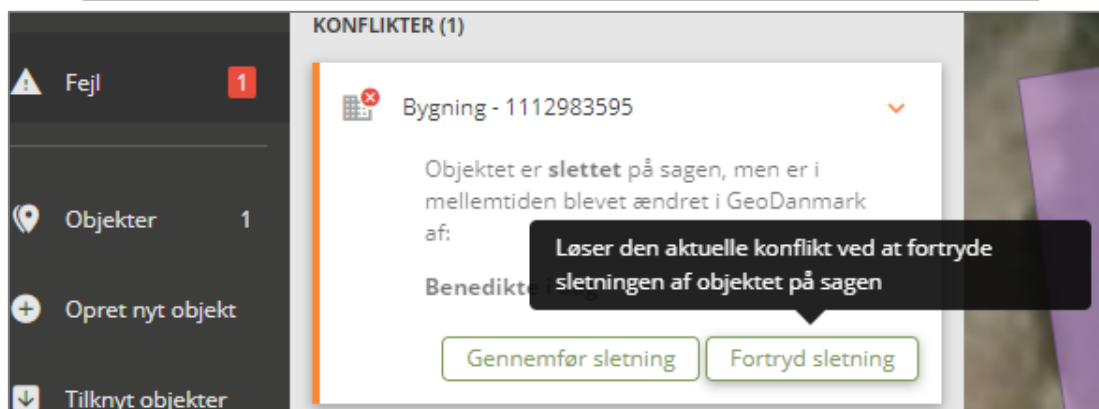 KONFLIKTER (1)
Fejl 1
Bygning - 1112983595
Objektet er slettet på sagen, men er i
mellemtiden blevet ændret i GeoDanmark
af:
Objekter 1
Løser den aktuelle konflikt ved at fortryde
sletningen af objektet på sagen
Benedikte
Opret nyt objekt
Gennemfør sletning
Fortryd sletning
Tilknyt objekter